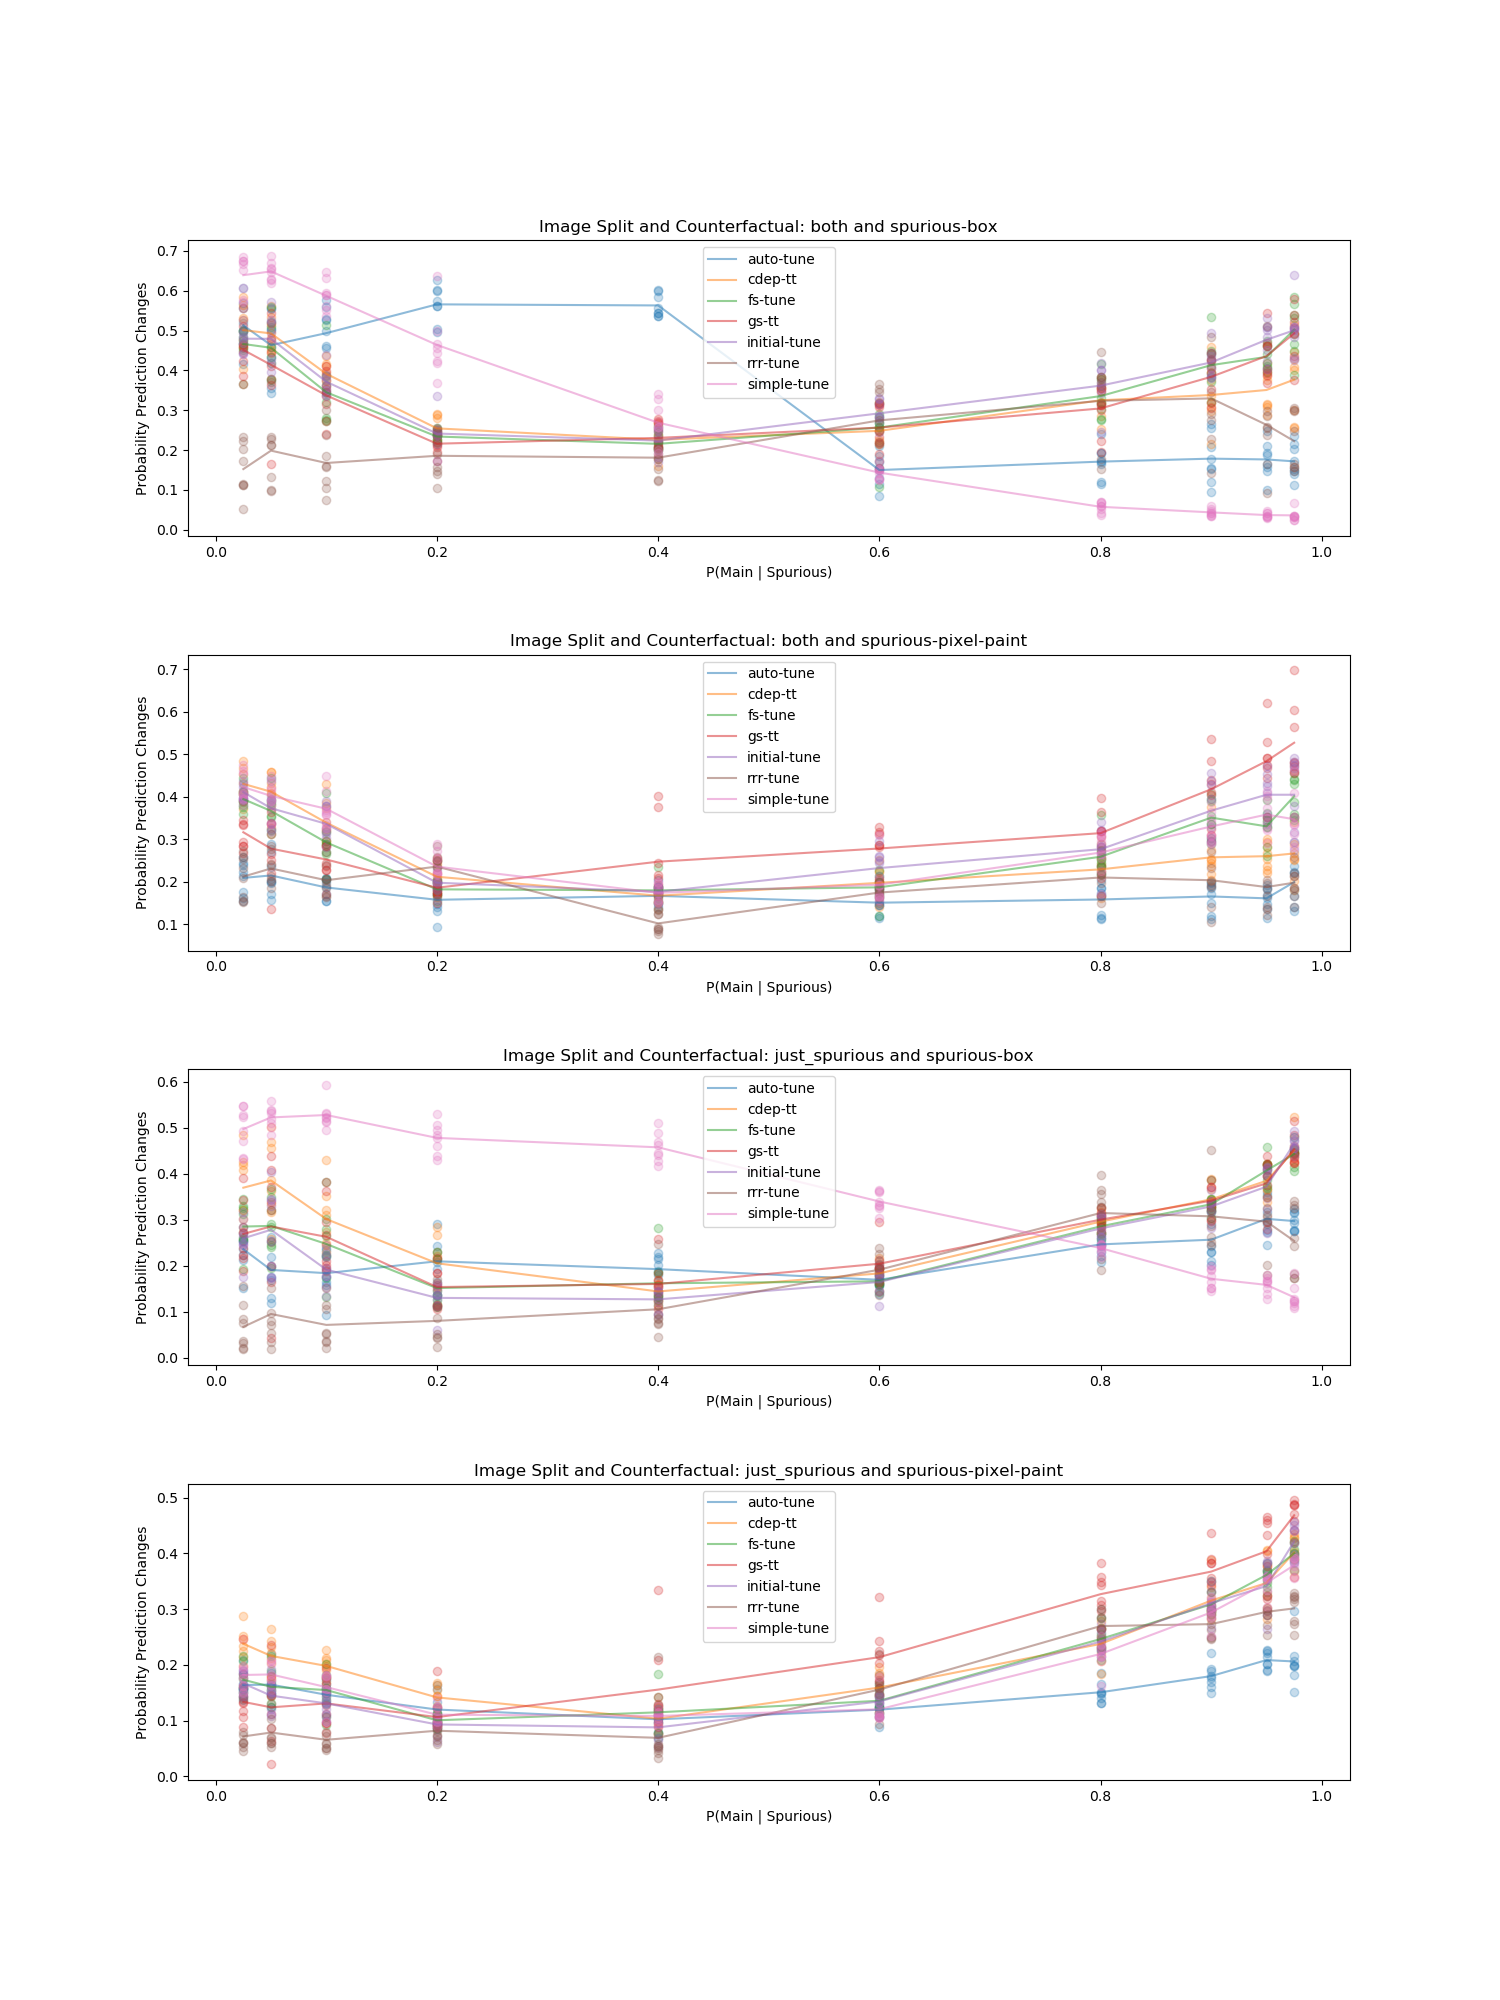 Image Split and Counterfactual: both and spurious-box
Probability Prediction Changes
0.7
0.6
0.5
0.4
0.3
0.2
0.1
0.0
auto-tune
cdep-tt
fs-tune
gs-tt
initial-tune
rrr-tune
simple-tune
0.0 0.2 0.4 0.6 0.8 1.0
P(Main | Spurious)
Image Split and Counterfactual: both and spurious-pixel-paint
Probability Prediction Changes
0.7
0.6
0.5
0.4
0.3
0.2
0.1
auto-tune
cdep-tt
fs-tune
gs-tt
initial-tune
rrr-tune
simple-tune
0.0 0.2 0.4 0.6 0.8 1.0
P(Main | Spurious)
Image Split and Counterfactual: just_spurious and spurious-box
Probability Prediction Changes
0.6
0.5
0.4
0.3
0.2
0.1
0.0
auto-tune
cdep-tt
fs-tune
gs-tt
initial-tune
rrr-tune
simple-tune
0.0 0.2 0.4 0.6 0.8 1.0
P(Main | Spurious)
Image Split and Counterfactual: just_spurious and spurious-pixel-paint
Probability Prediction Changes
0.5
0.4
0.3
0.2
0.1
0.0
auto-tune
cdep-tt
fs-tune
gs-tt
initial-tune
rrr-tune
simple-tune
0.0 0.2 0.4 0.6 0.8 1.0
P(Main | Spurious)